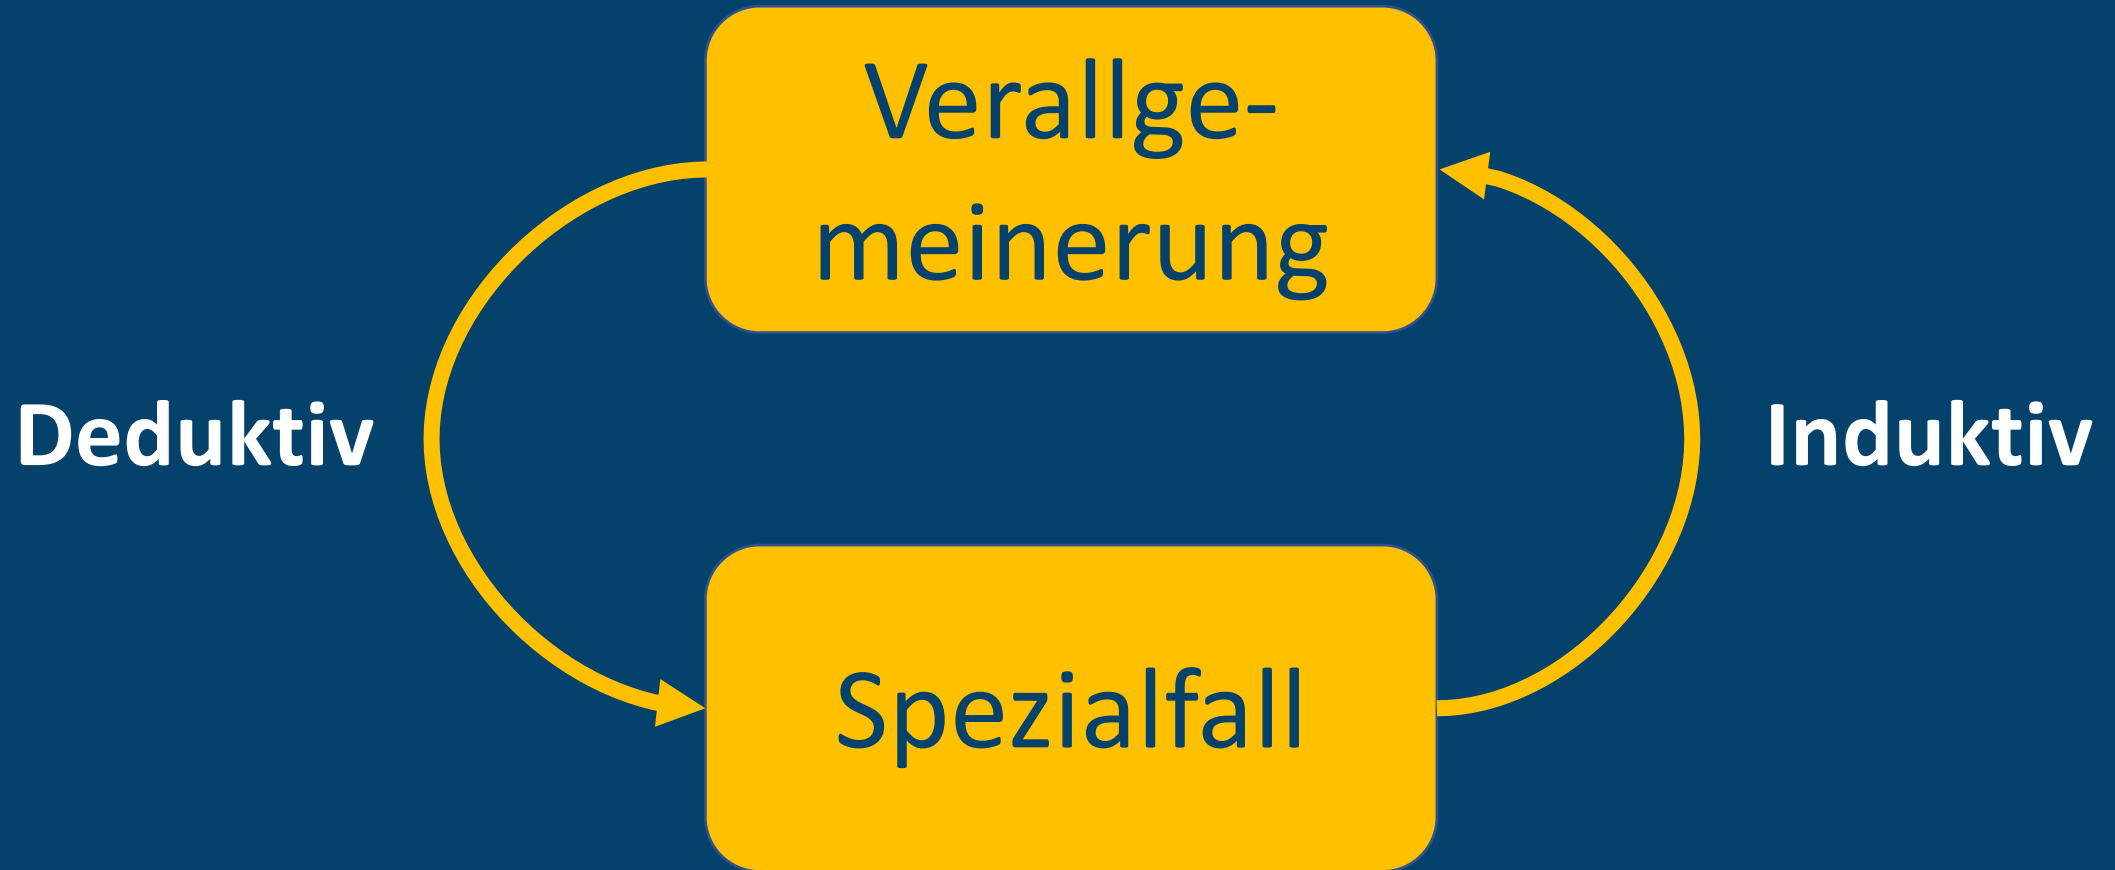 Verallge-
meinerung
Deduktiv
Induktiv
Spezialfall